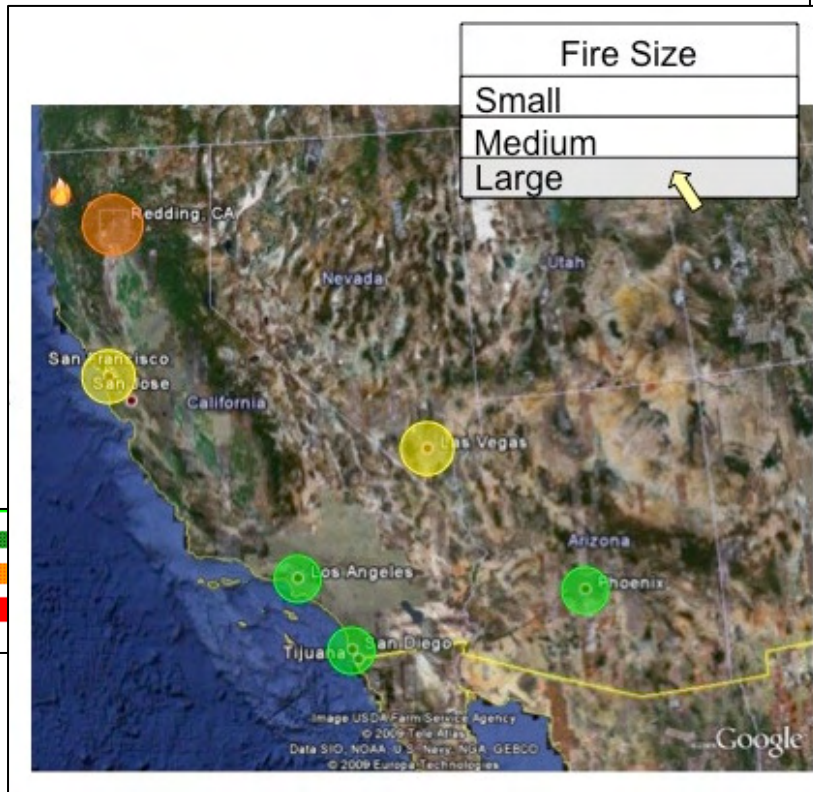 Fire Size
Small
Medium
Large
Redding, CA
Nevada
Utah
San Francisco
San Jose
California
Las Vegas
Arizona
Los Angeles
Phoenix
San Diego
Tijuana
Image USDA Farm Service Agency
© 2009 Tele Atlas
Data SIO, NOAA, U.S. Navy, NGA, GEBCO
© 2009 Europa Technologies
Google